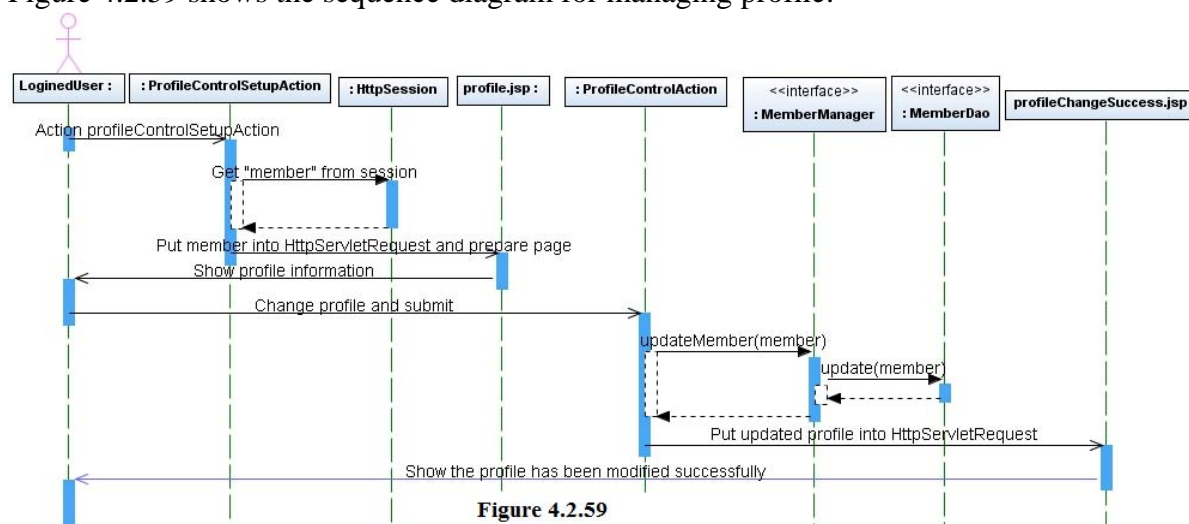 Figure 4.2.59 shows the sequence diagram for managing profile.
LoginedUser :
: ProfileControlSetupAction
: HttpSession
profile.jsp :
: ProfileControlAction
<<interface>>
: MemberManager
<<interface>>
: MemberDao
profileChangeSuccess.jsp
Action profileControlSetupAction
Get "member" from session
Put member into HttpServletRequest and prepare page
Show profile information
Change profile and submit
updateMember(member)
update(member)
Put updated profile into HttpServletRequest
Show the profile has been modified successfully
Figure 4.2.59